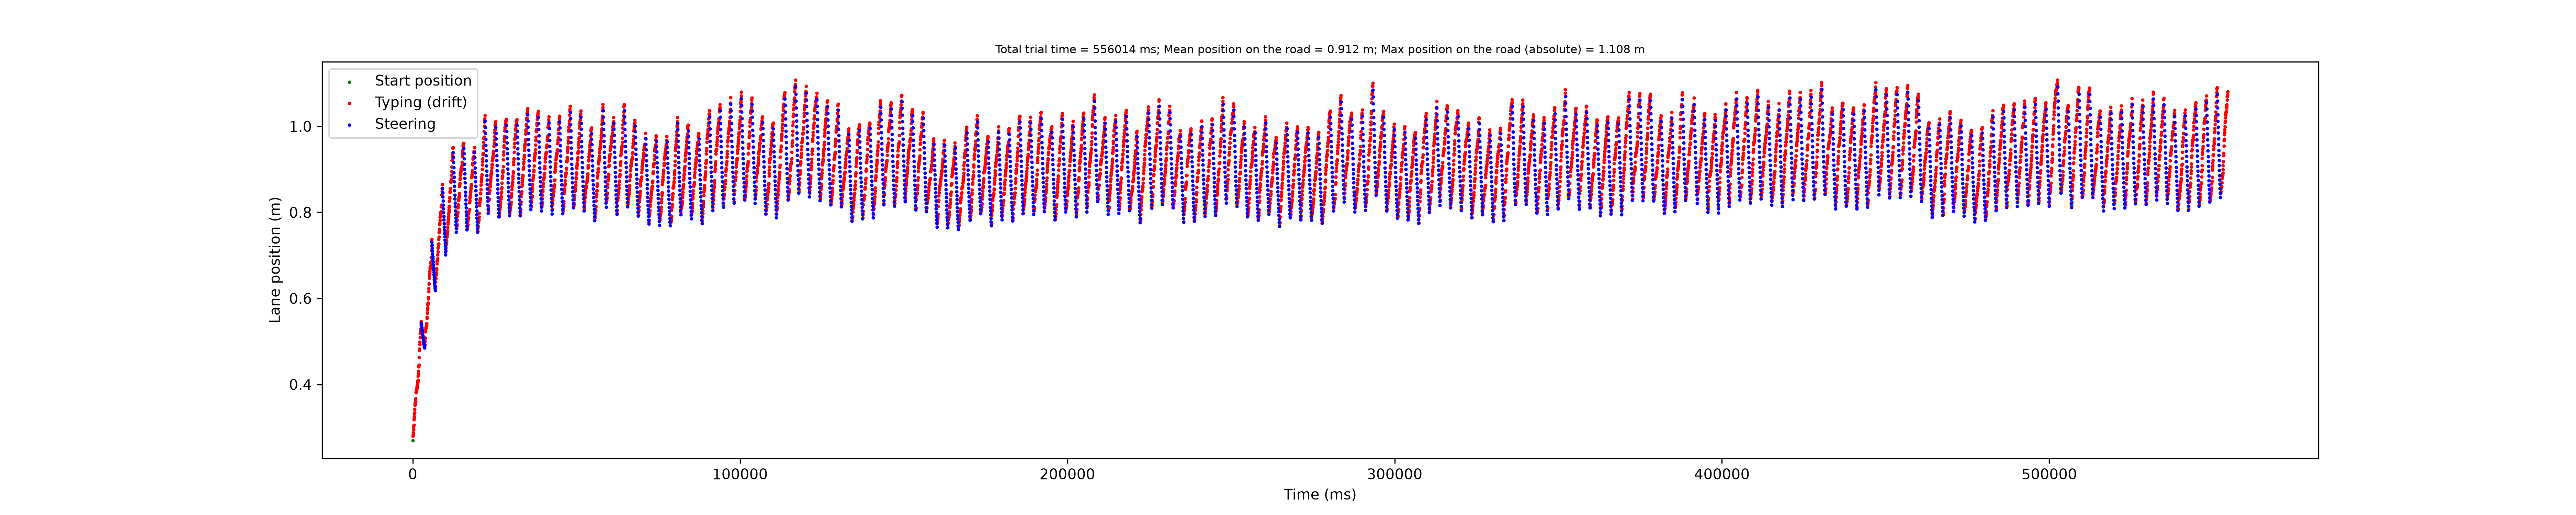 Total trial time = 556014 ms; Mean position on the road = 0.912 m; Max position on the road (absolute) = 1.108 m
Start position
Typing (drift)
Steering
1.0
0.8
0.6
0.4
Lane position (m)
0 100000 200000 300000 400000 500000
Time (ms)